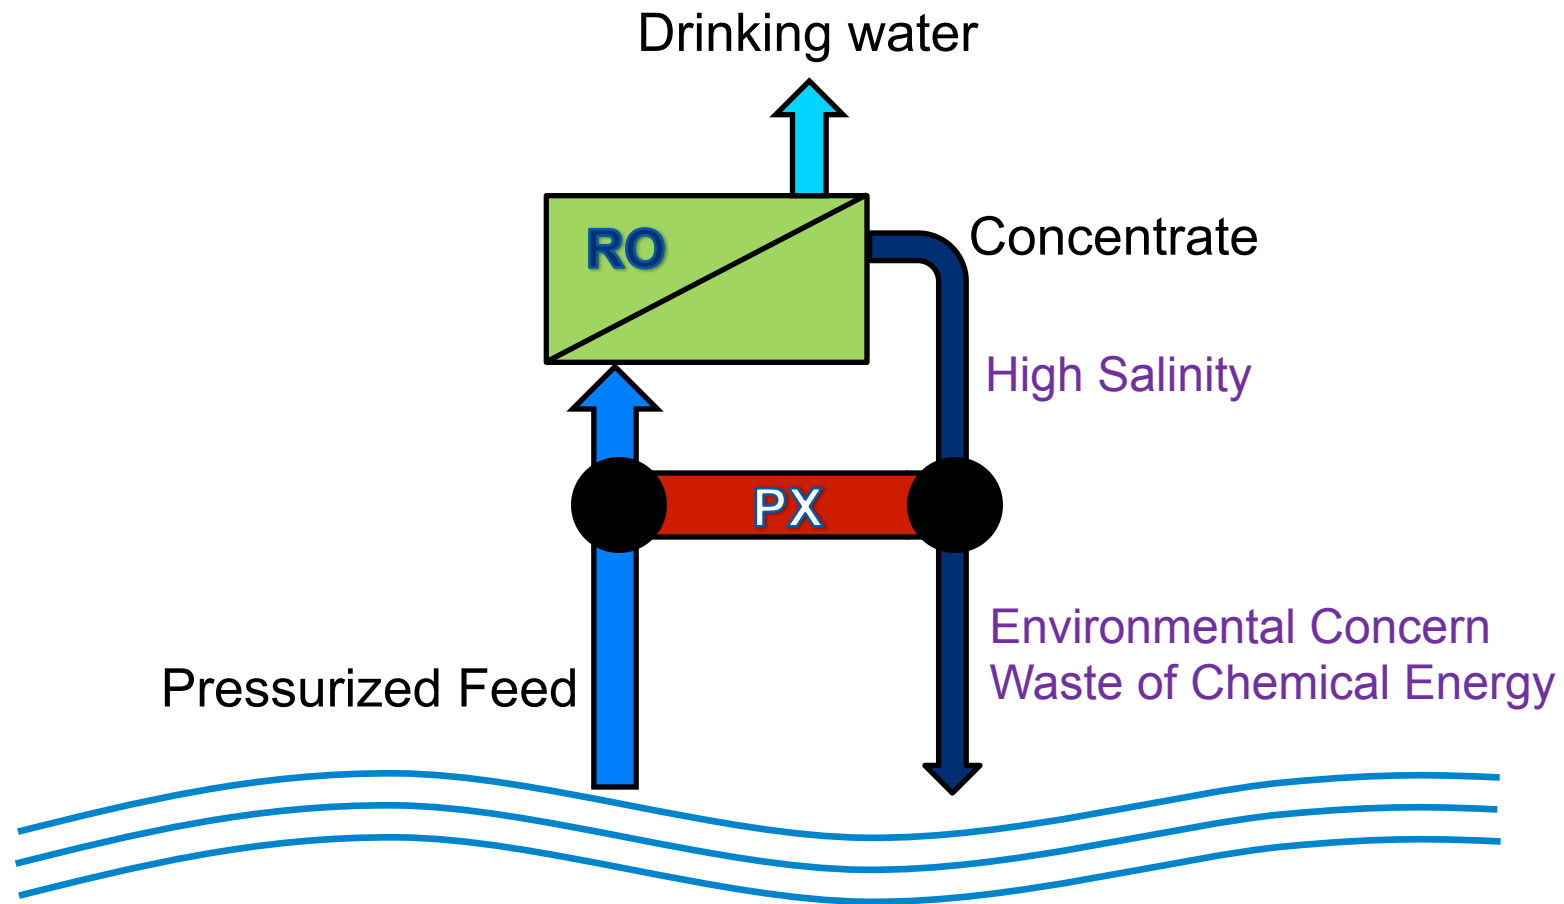 Drinking water
RO
Concentrate
High Salinity
PX
Environmental Concern
Waste of Chemical Energy
Pressurized Feed